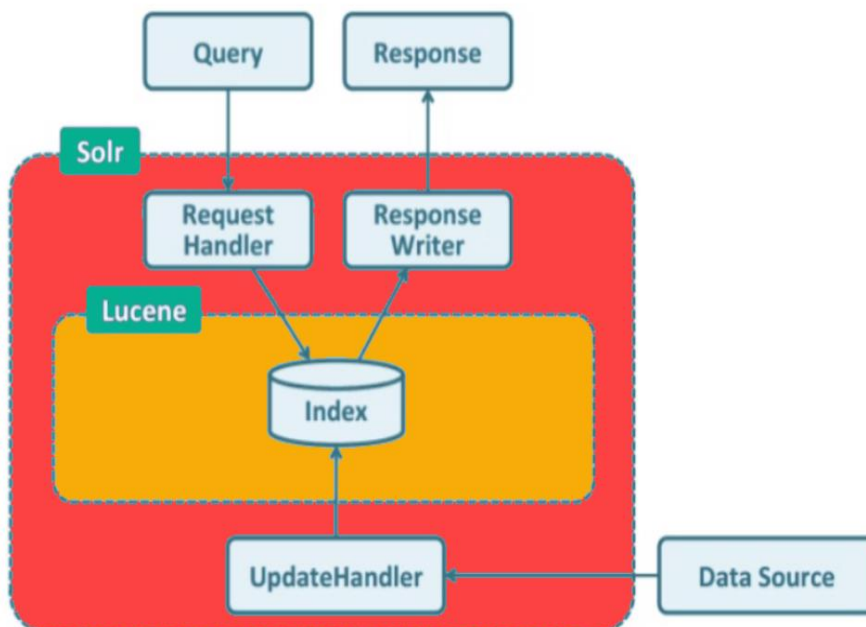 Query
Response
Solr
Request
Handler
Response
Writer
Lucene
Index
UpdateHandler
Data Source